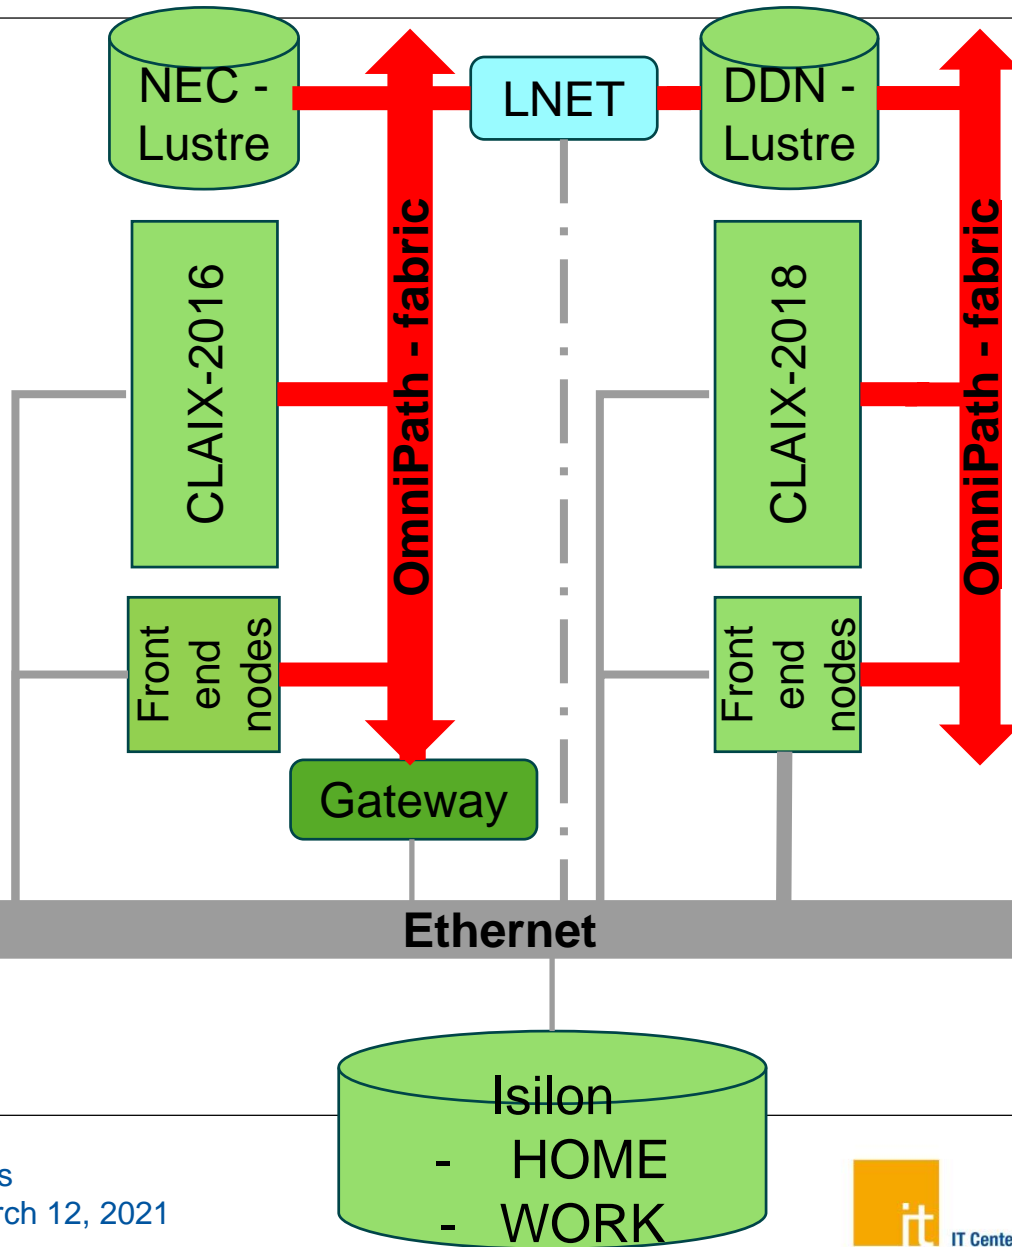 NEC -
Lustre
LNET
DDN -
Lustre
CLAIX-2016
OmniPath - fabric
CLAIX-2018
OmniPath - fabric
Front
end
nodes
Front
end
nodes
Gateway
Ethernet
Isilon
- HOME
- WORK
rch 12, 2021
it
IT Cente